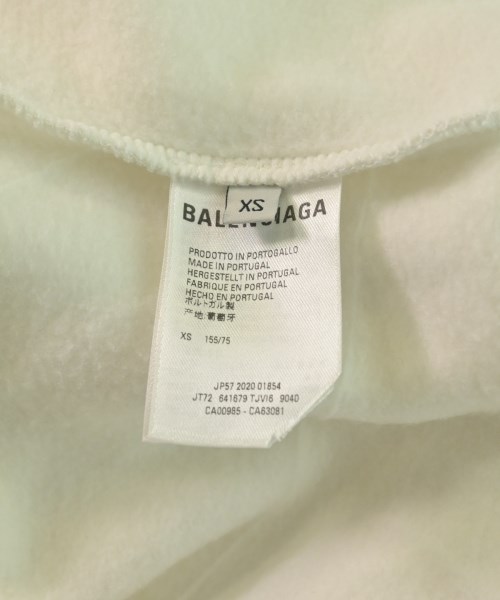 XS
BALENCIAGA
PRODOTTO IN PORTOGALLO
MADE IN PORTUGAL
HERGESTELLT IN PORTUGAL
FABRIQUE EN PORTUGAL
HECHO EN PORTUGAL
ポルトガル製
产地:葡萄牙
XS 155/75
JP57 2020 01854
JT72 641679 TJVI6 9040
CA00985 - CA63081